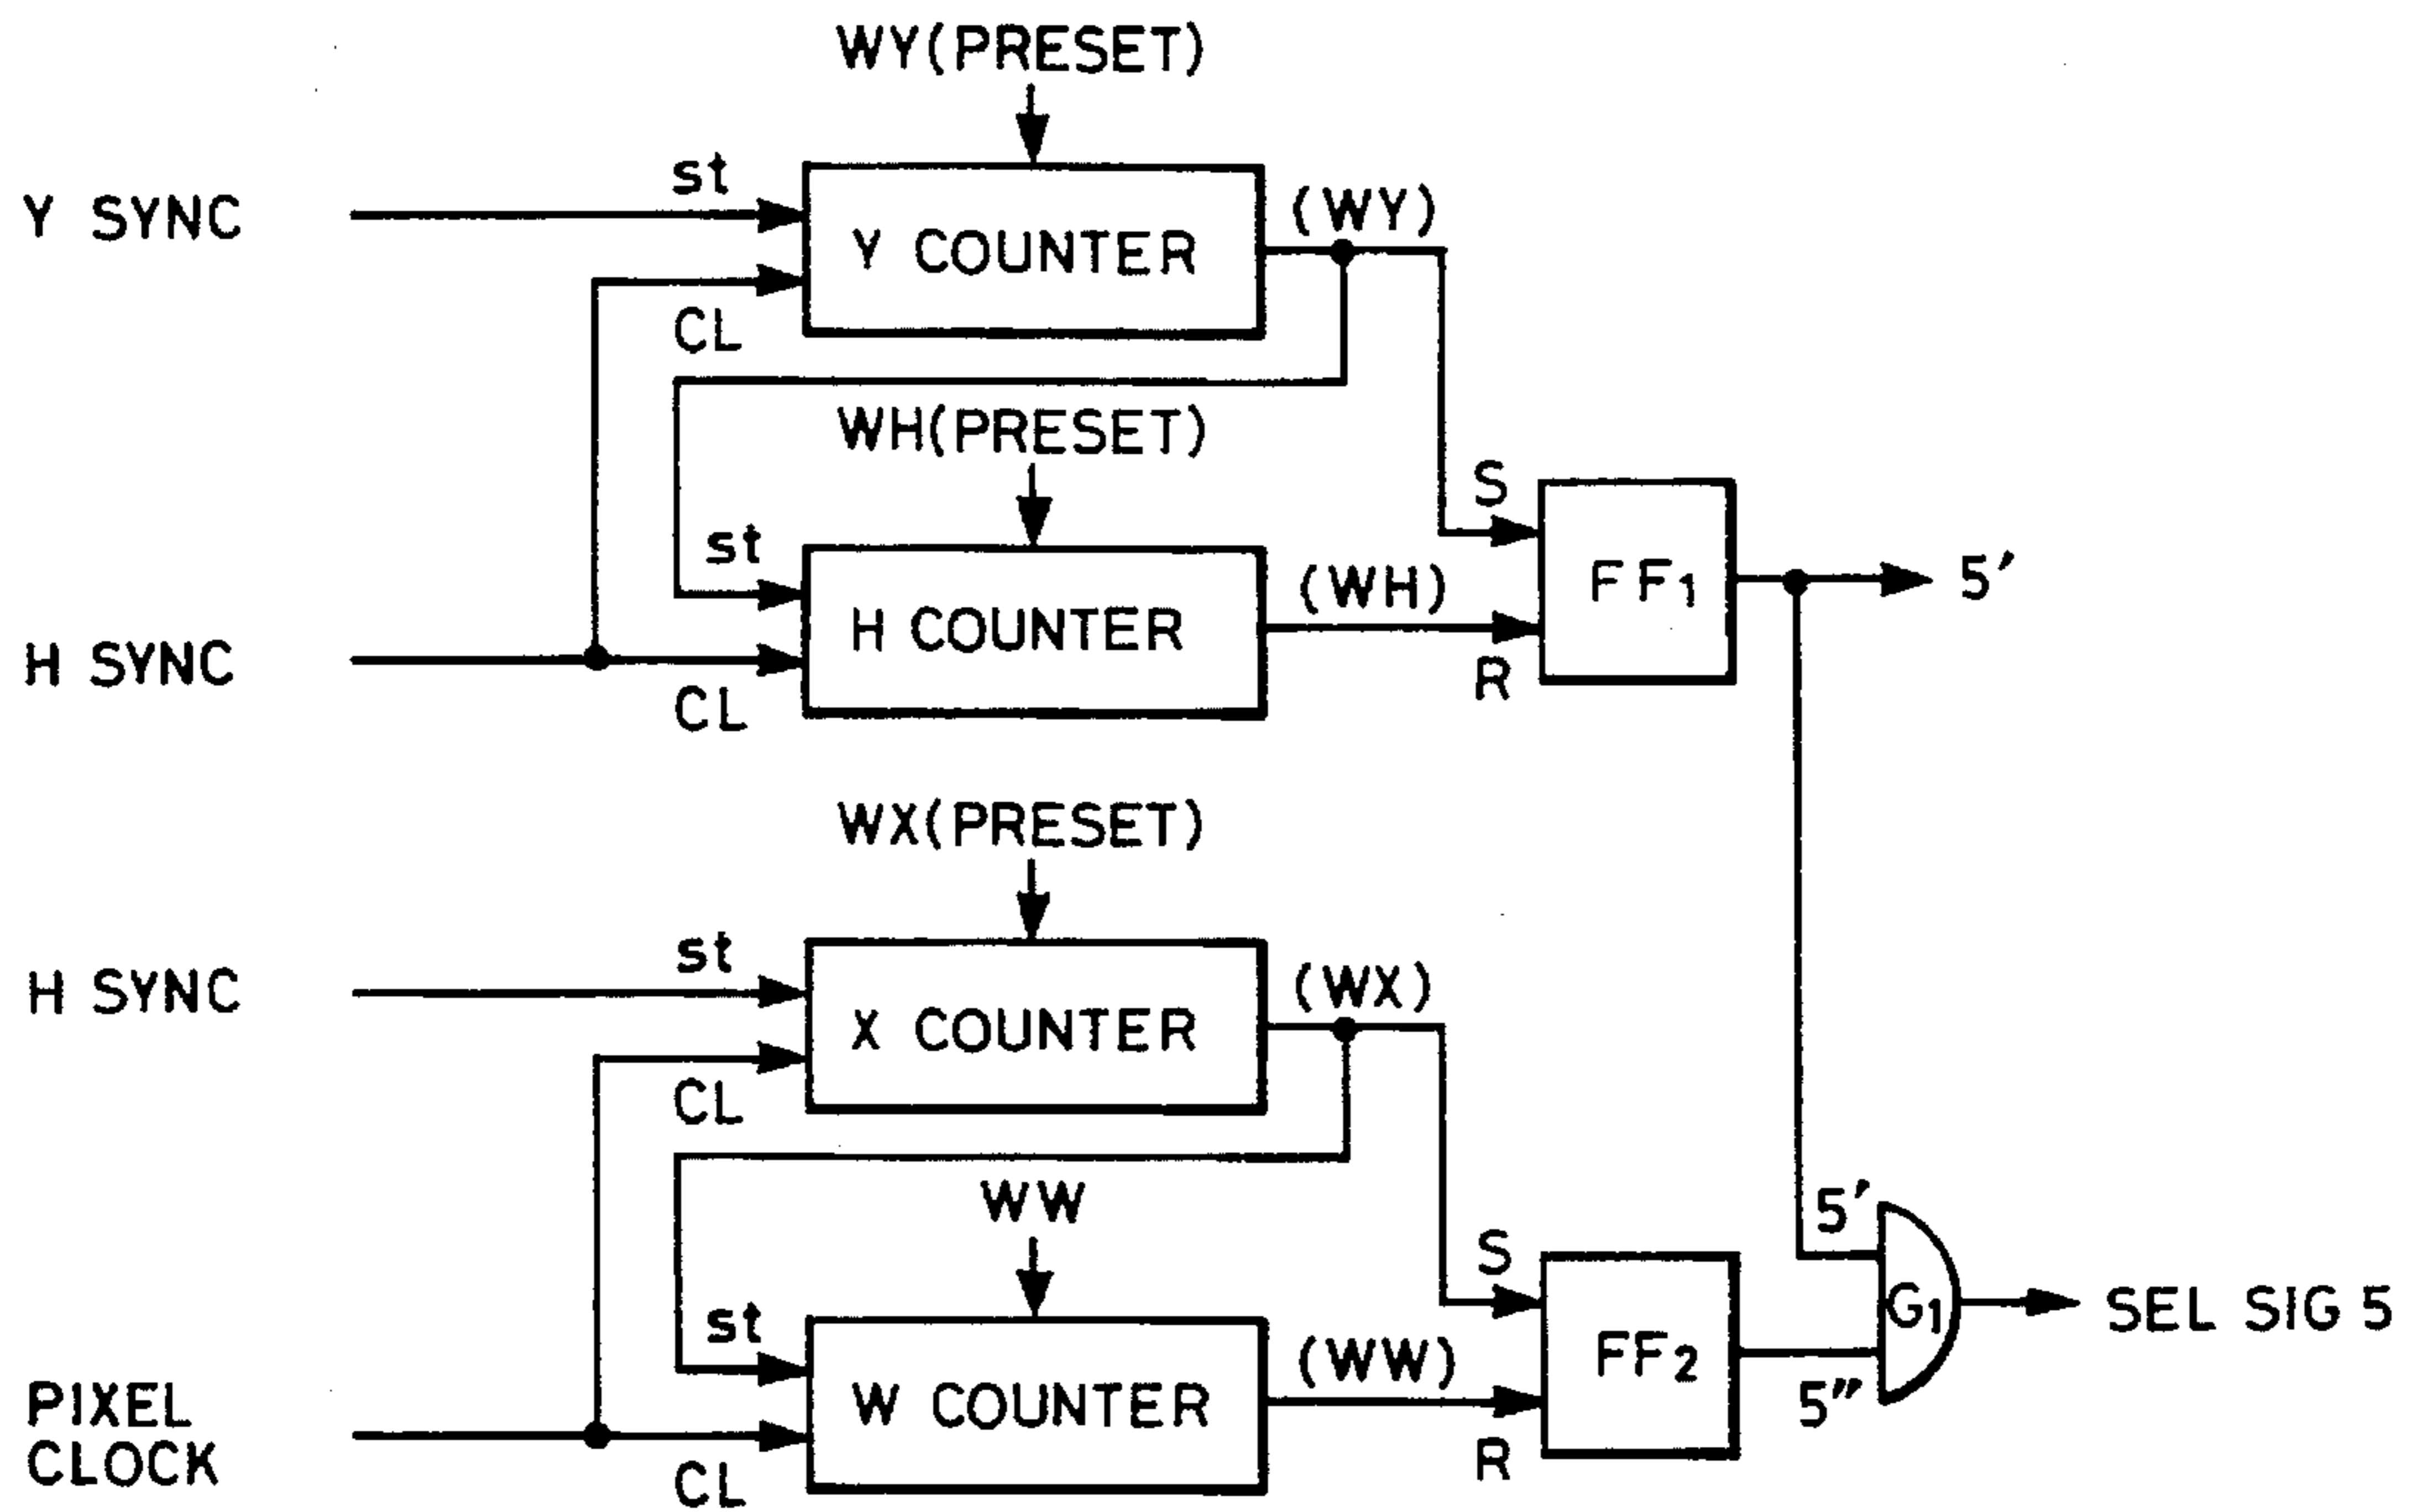 WY(PRESET)
Y SYNC
st
CL
Y COUNTER
(WY)
WH(PRESET)
H SYNC
st
CL
H COUNTER
(WH)
S
R
FF1
5′
WX(PRESET)
H SYNC
st
CL
X COUNTER
(WX)
WW
PIXEL
CLOCK
st
CL
W COUNTER
(WW)
S
R
FF2
5′
5″
G1
SEL SIG 5